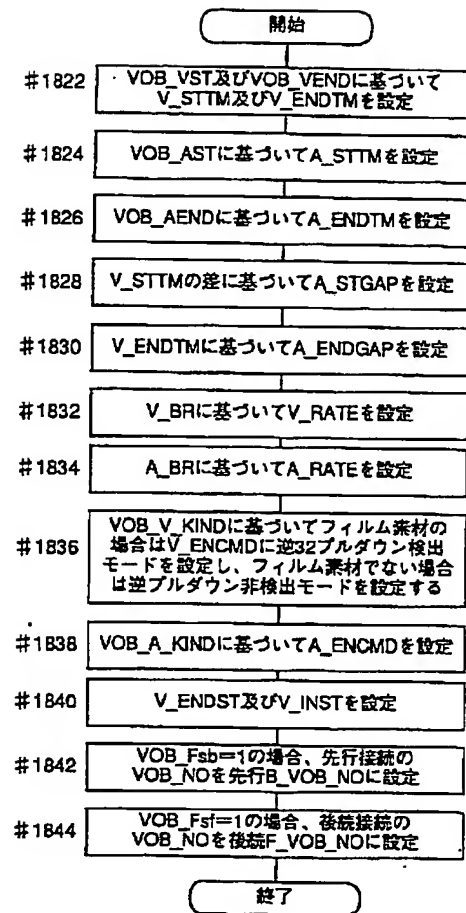 開始
#1822
VOB_VST及びVOB_VENDに基づいて
V_STTM及びV_ENDTMを設定
#1824
VOB_ASTに基づいてA_STTMを設定
#1826
VOB_AENDに基づいてA_ENDTMを設定
#1828
V_STTMの差に基づいてA_STGAPを設定
#1830
V_ENDTMに基づいてA_ENDGAPを設定
#1832
V_BRに基づいてV_RATEを設定
#1834
A_BRに基づいてA_RATEを設定
#1836
VOB_V_KINDに基づいてフィルム素材の
場合はV_ENCMDに逆32プルダウン検出
モードを設定し、フィルム素材でない場合
は逆プルダウン非検出モードを設定する
#1838
VOB_A_KINDに基づいてA_ENCMDを設定
#1840
V_ENDST及びV_INSTを設定
#1842
VOB_Fsb=1の場合、先行接続の
VOB_NOを先行B_VOB_NOに設定
#1844
VOB_Fsf=1の場合、後続接続の
VOB_NOを後続F_VOB_NOに設定
終了